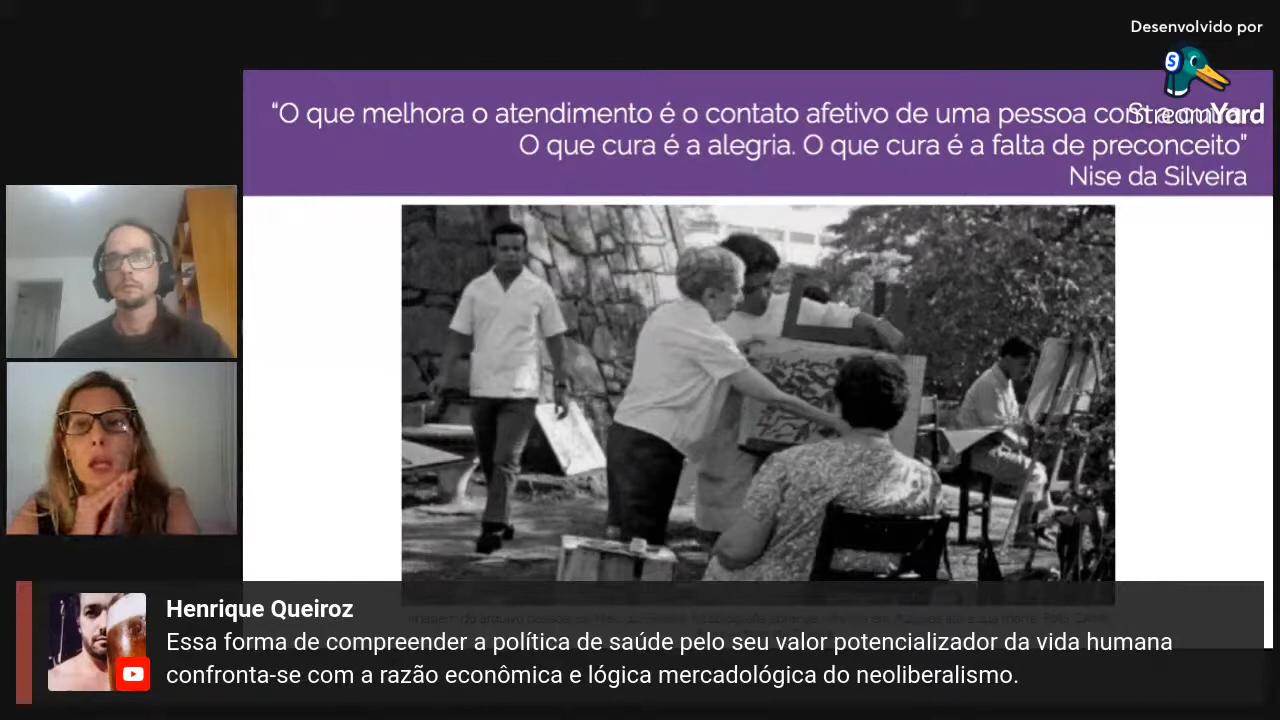 Desenvolvido por
StreamYard
“O que melhora o atendimento é o contato afetivo de uma pessoa com
O que cura é a alegria. O que cura é a falta de preconceito”
Nise da Silveira
Henrique Queiroz
Essa forma de compreender a política de saúde pelo seu valor potencializador da vida humana
confronta-se com a razão econômica e lógica mercadológica do neoliberalismo.